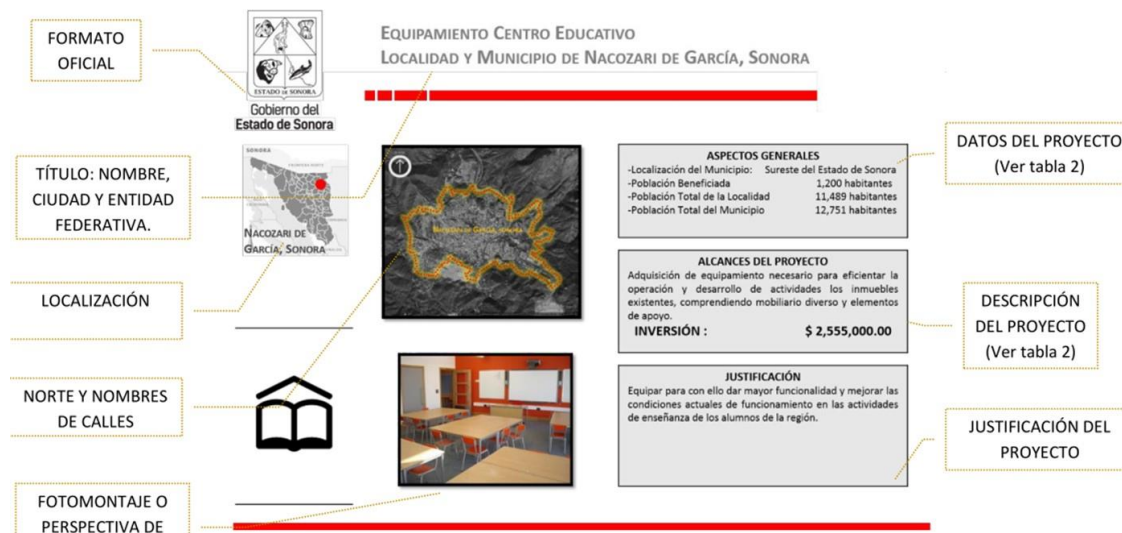 FORMATO
OFICIAL
ESTADO DE SONORA
Gobierno del
Estado de Sonora
EQUIPAMIENTO CENTRO EDUCATIVO
LOCALIDAD Y MUNICIPIO DE NACOZARI DE GARCÍA, SONORA
TÍTULO: NOMBRE,
CIUDAD Y ENTIDAD
FEDERATIVA.
SONORA
NACOZARI DE
GARCÍA, SONORA
NACOZARI DE GARCÍA, SONORA
ASPECTOS GENERALES
-Localización del Municipio: Sureste del Estado de Sonora
-Población Beneficiada 1,200 habitantes
-Población Total de la Localidad 11,489 habitantes
-Población Total del Municipio 12,751 habitantes
DATOS DEL PROYECTO
(Ver tabla 2)
LOCALIZACIÓN
ALCANCES DEL PROYECTO
Adquisición de equipamiento necesario para eficientar la
operación y desarrollo de actividades los inmuebles
existentes, comprendiendo mobiliario diverso y elementos
de apoyo.
INVERSIÓN : $ 2,555,000.00
DESCRIPCIÓN
DEL PROYECTO
(Ver tabla 2)
NORTE Y NOMBRES
DE CALLES
JUSTIFICACIÓN
Equipar para con ello dar mayor funcionalidad y mejorar las
condiciones actuales de funcionamiento en las actividades
de enseñanza de los alumnos de la región.
JUSTIFICACIÓN DEL
PROYECTO
FOTOMONTAJE O
PERSPECTIVA DE